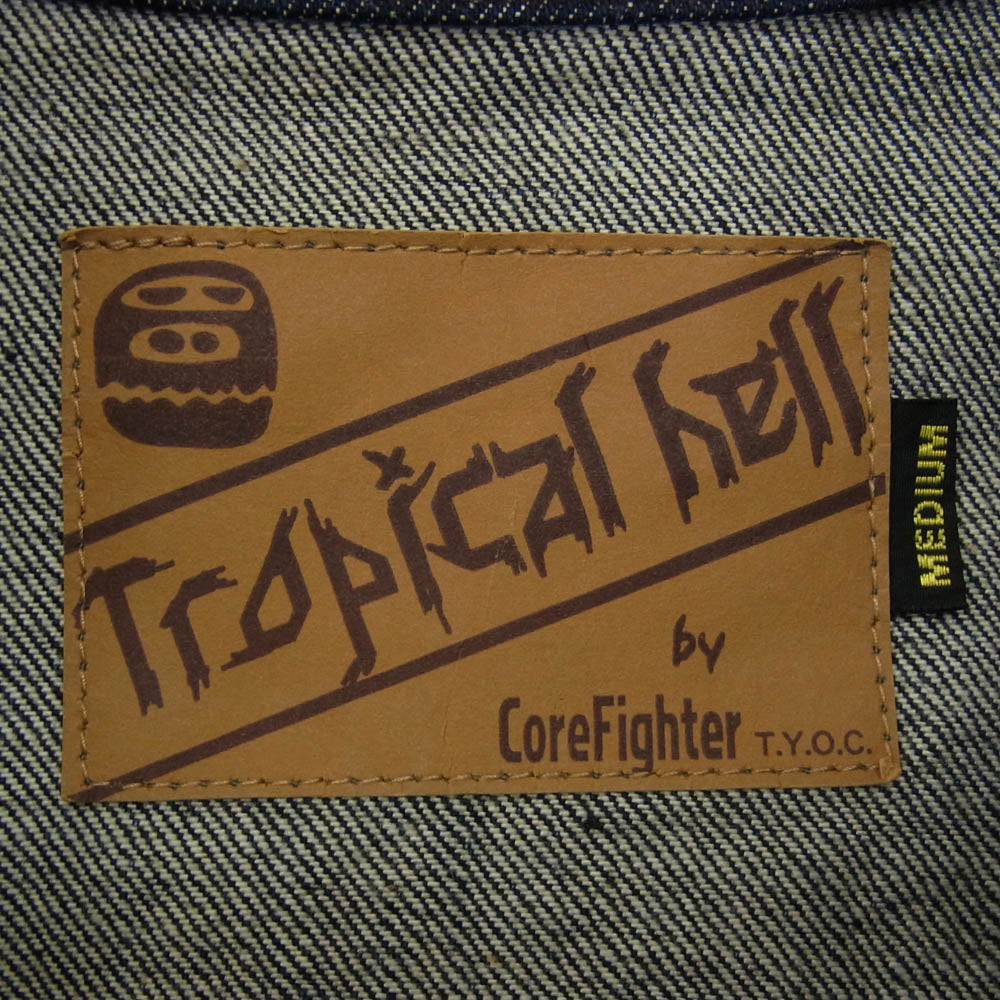 Tropical hell
by
CoreFighter T.Y.O.C.
MEDIUM